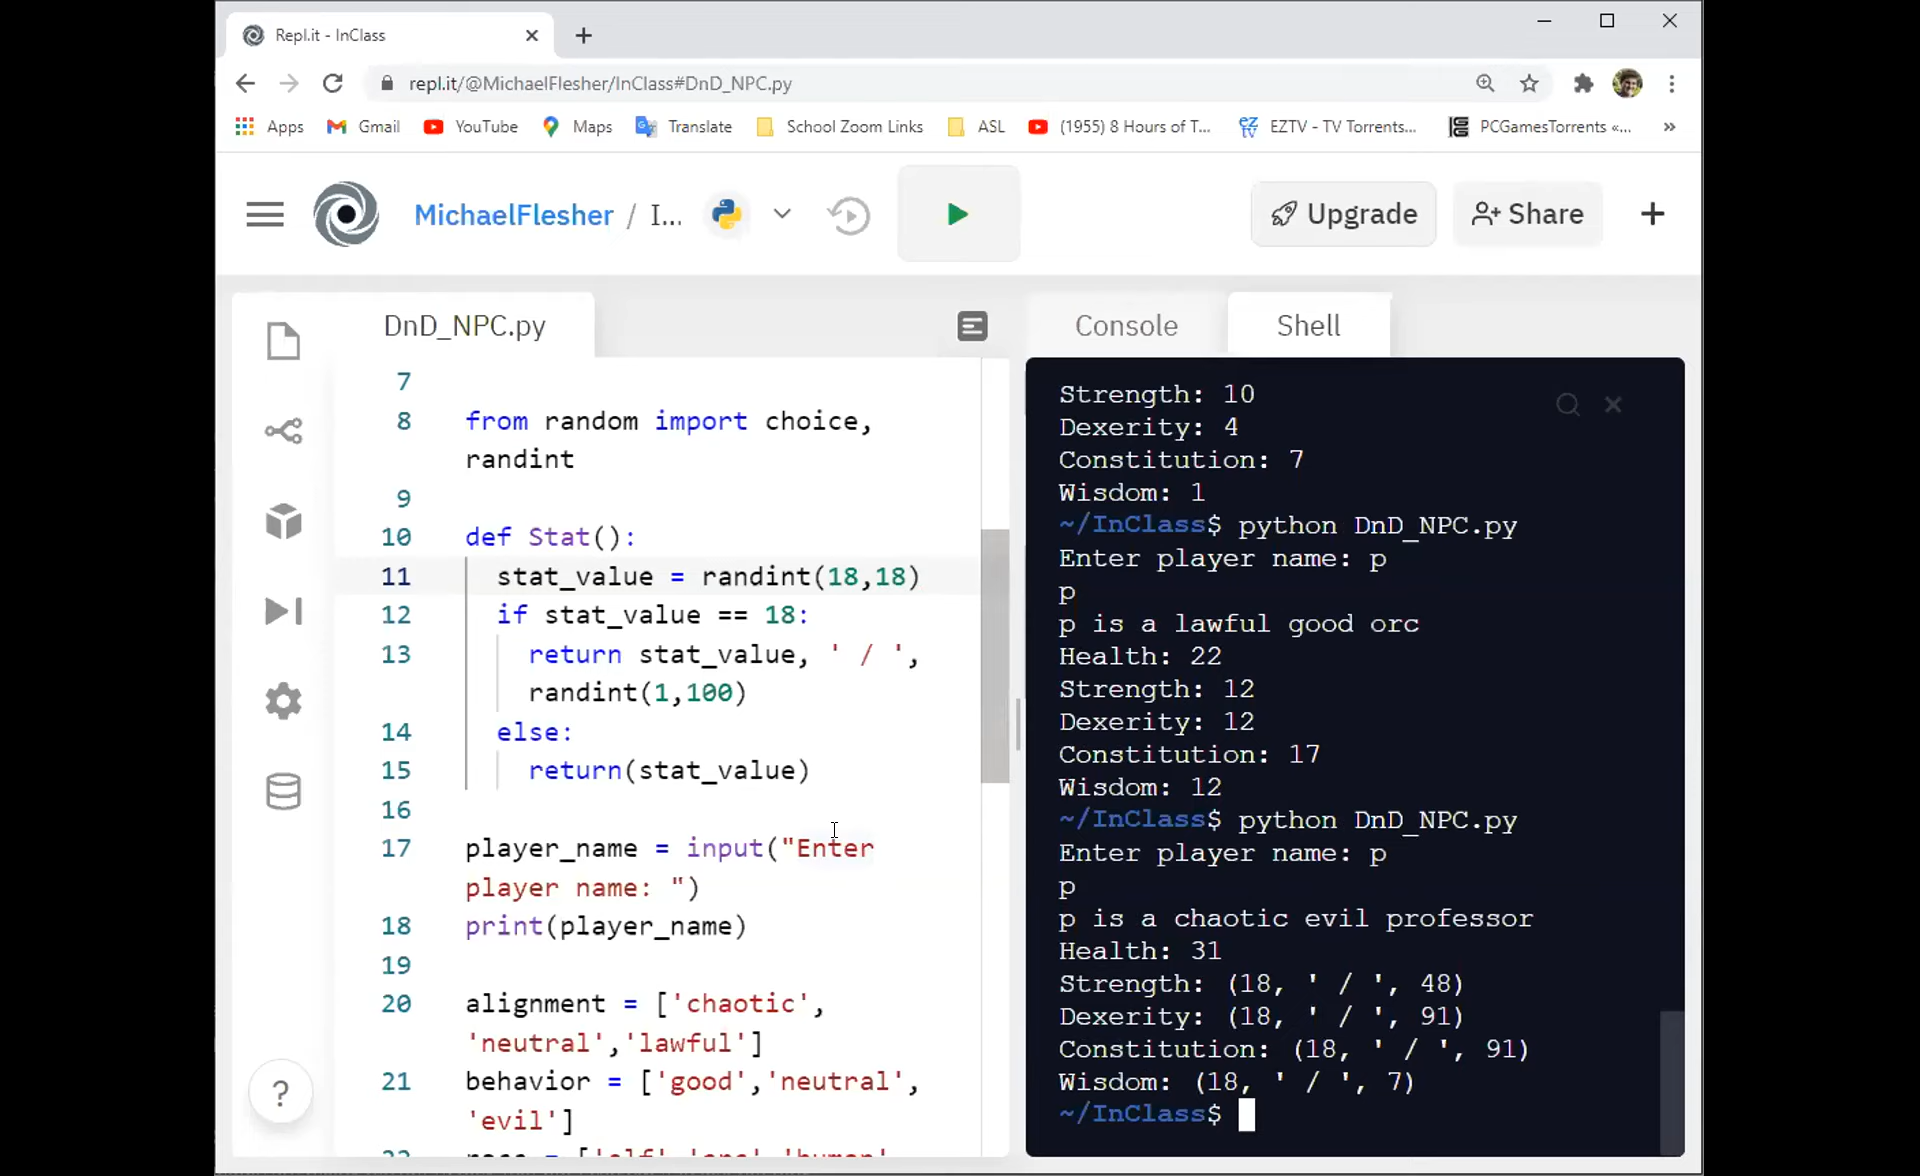 Repl.it - InClass
repl.it/@MichaelFlesher/InClass#DnD_NPC.py
Apps Gmail YouTube Maps Translate School Zoom Links ASL (1955) 8 Hours of T... EZTV - TV Torrents... PCGamesTorrents «... »
MichaelFlesher / I... Upgrade Share
DnD_NPC.py
7
8 from random import choice,
randint
9
10 def Stat():
11 stat_value = randint(18,18)
12 if stat_value == 18:
13 return stat_value, ' / ',
randint(1,100)
14 else:
15 return(stat_value)
16
17 player_name = input("Enter
player name: ")
18 print(player_name)
19
20 alignment = ['chaotic',
'neutral','lawful']
21 behavior = ['good','neutral',
'evil']
?
Console Shell
Strength: 10
Dexerity: 4
Constitution: 7
Wisdom: 1
~/InClass$ python DnD_NPC.py
Enter player name: p
p
p is a lawful good orc
Health: 22
Strength: 12
Dexerity: 12
Constitution: 17
Wisdom: 12
~/InClass$ python DnD_NPC.py
Enter player name: p
p
p is a chaotic evil professor
Health: 31
Strength: (18, ' / ', 48)
Dexerity: (18, ' / ', 91)
Constitution: (18, ' / ', 91)
Wisdom: (18, ' / ', 7)
~/InClass$